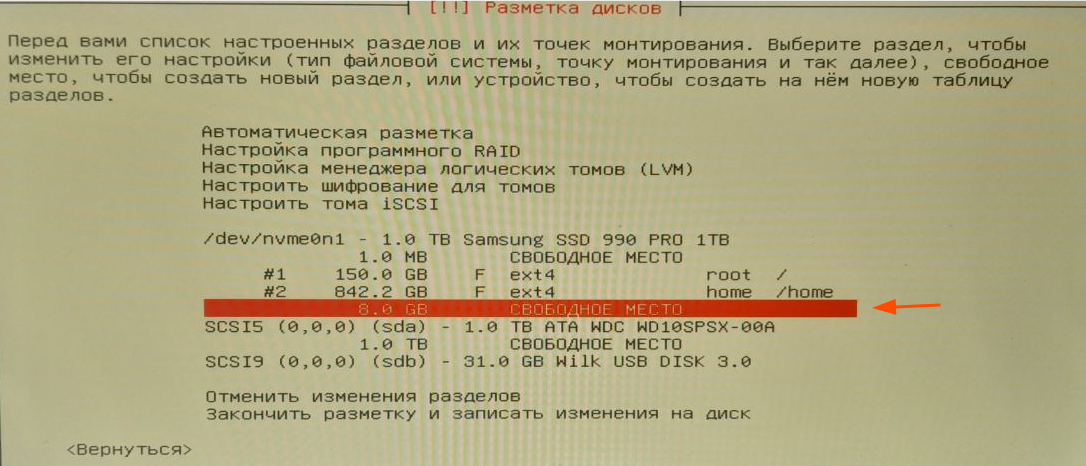 [!!] Разметка дисков
Перед вами список настроенных разделов и их точек монтирования. Выберите раздел, чтобы
изменить его настройки (тип файловой системы, точку монтирования и так далее), свободное
место, чтобы создать новый раздел, или устройство, чтобы создать на нём новую таблицу
разделов.
Автоматическая разметка
Настройка программного RAID
Настройка менеджера логических томов (LVM)
Настроить шифрование для томов
Настроить тома iSCSI
/dev/nvme0n1 - 1.0 TB Samsung SSD 990 PRO 1TB
1.0 MB СВОБОДНОЕ МЕСТО
#1 150.0 GB F ext4 root /
#2 842.2 GB F ext4 home /home
8.0 GB СВОБОДНОЕ МЕСТО
SCSI5 (0,0,0) (sda) - 1.0 TB ATA WDC WD10SPSX-00A
1.0 TB СВОБОДНОЕ МЕСТО
SCSI9 (0,0,0) (sdb) - 31.0 GB Wilk USB DISK 3.0
Отменить изменения разделов
Закончить разметку и записать изменения на диск
<Вернуться>